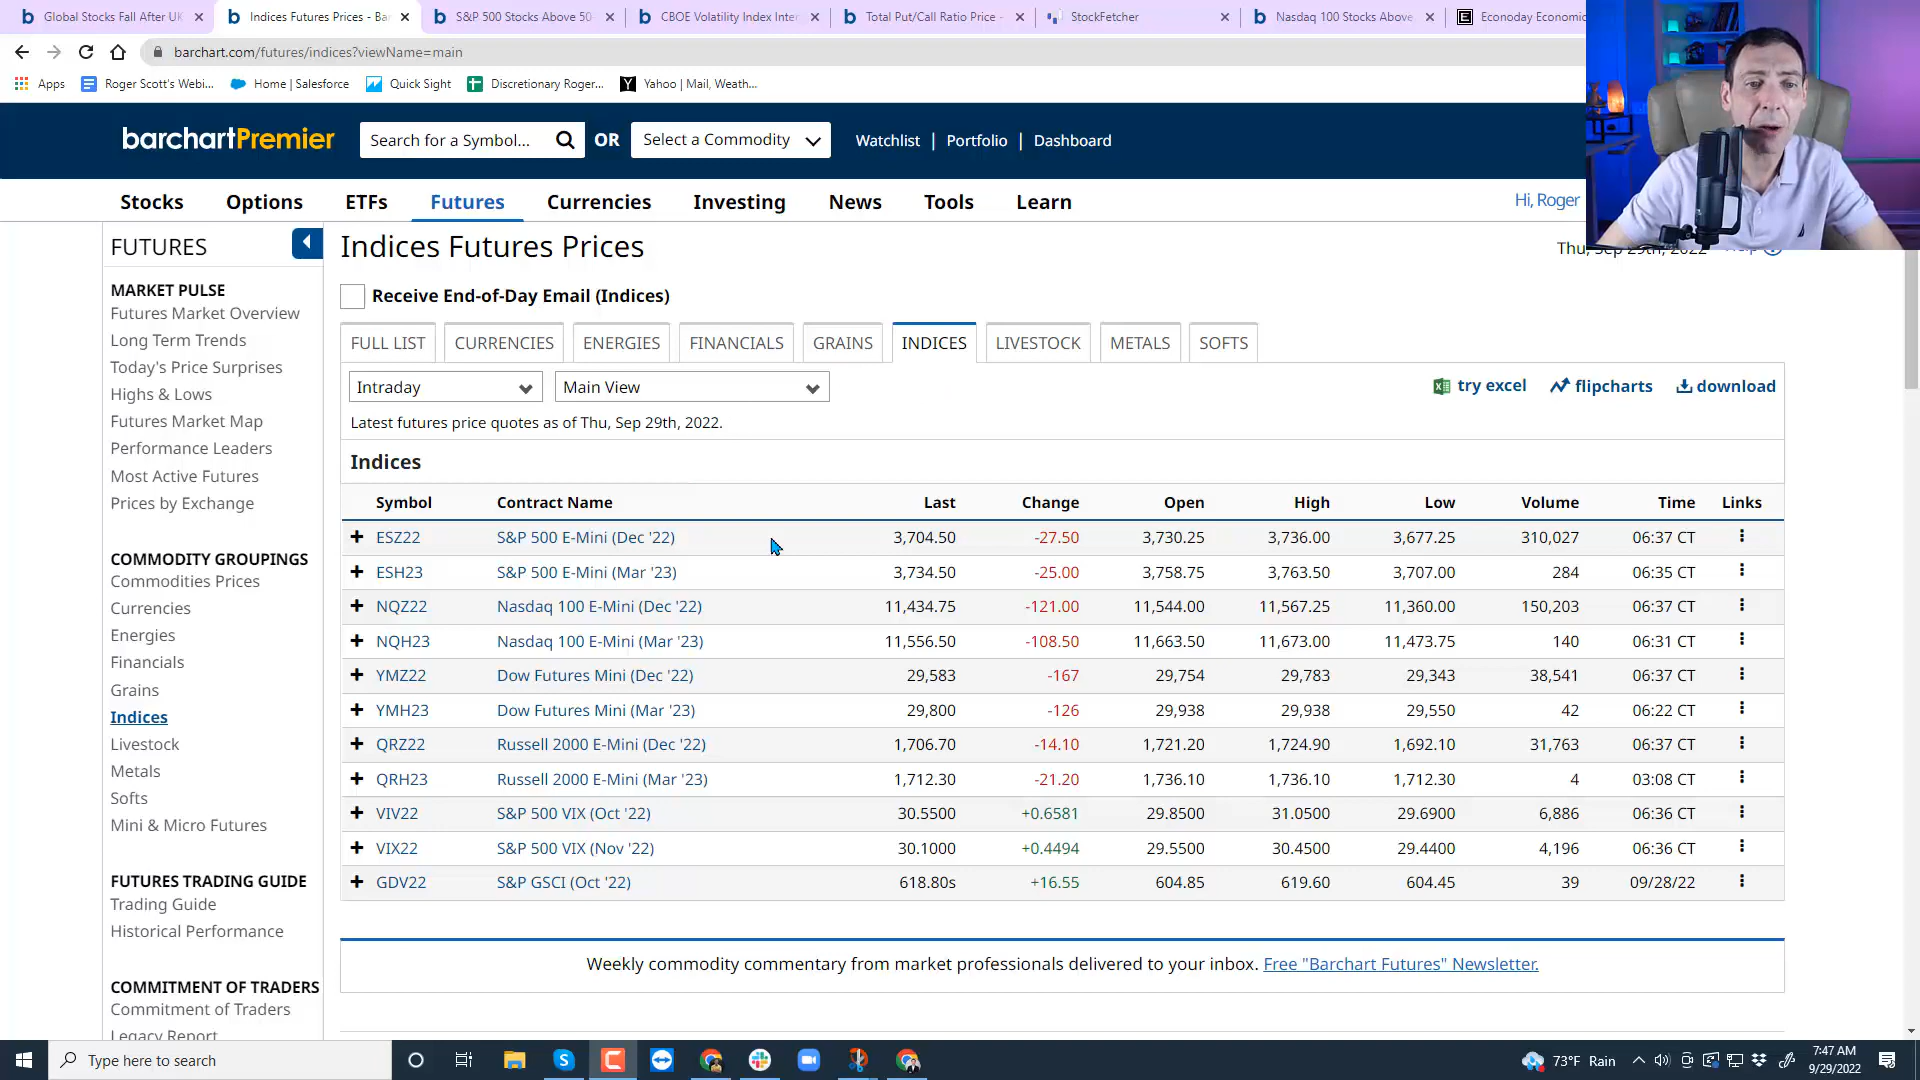 Global Stocks Fall After UK
Indices Futures Prices - Ba
S&P 500 Stocks Above 50-
CBOE Volatility Index Inter
Total Put/Call Ratio Price -
StockFetcher
Nasdaq 100 Stocks Above
Econoday Economi
barchart.com/futures/indices?viewName=main
Apps
Roger Scott's Webi...
Home | Salesforce
Quick Sight
Discretionary Roger...
Yahoo | Mail, Weath...
barchartPremier
Search for a Symbol...
OR
Select a Commodity
Watchlist | Portfolio | Dashboard
Stocks Options ETFs Futures Currencies Investing News Tools Learn
Hi, Roger
FUTURES
MARKET PULSE
Futures Market Overview
Long Term Trends
Today's Price Surprises
Highs & Lows
Futures Market Map
Performance Leaders
Most Active Futures
Prices by Exchange
COMMODITY GROUPINGS
Commodities Prices
Currencies
Energies
Financials
Grains
Indices
Livestock
Metals
Softs
Mini & Micro Futures
FUTURES TRADING GUIDE
Trading Guide
Historical Performance
COMMITMENT OF TRADERS
Commitment of Traders
Legacy Report
Indices Futures Prices
Thu, Sep 29th, 2022
Receive End-of-Day Email (Indices)
FULL LIST CURRENCIES ENERGIES FINANCIALS GRAINS INDICES LIVESTOCK METALS SOFTS
Intraday
Main View
try excel flipcharts download
Latest futures price quotes as of Thu, Sep 29th, 2022.
Indices
Symbol Contract Name Last Change Open High Low Volume Time Links
ESZ22 S&P 500 E-Mini (Dec '22) 3,704.50 -27.50 3,730.25 3,736.00 3,677.25 310,027 06:37 CT
ESH23 S&P 500 E-Mini (Mar '23) 3,734.50 -25.00 3,758.75 3,763.50 3,707.00 284 06:35 CT
NQZ22 Nasdaq 100 E-Mini (Dec '22) 11,434.75 -121.00 11,544.00 11,567.25 11,360.00 150,203 06:37 CT
NQH23 Nasdaq 100 E-Mini (Mar '23) 11,556.50 -108.50 11,663.50 11,673.00 11,473.75 140 06:31 CT
YMZ22 Dow Futures Mini (Dec '22) 29,583 -167 29,754 29,783 29,343 38,541 06:37 CT
YMH23 Dow Futures Mini (Mar '23) 29,800 -126 29,938 29,938 29,550 42 06:22 CT
QRZ22 Russell 2000 E-Mini (Dec '22) 1,706.70 -14.10 1,721.20 1,724.90 1,692.10 31,763 06:37 CT
QRH23 Russell 2000 E-Mini (Mar '23) 1,712.30 -21.20 1,736.10 1,736.10 1,712.30 4 03:08 CT
VIV22 S&P 500 VIX (Oct '22) 30.5500 +0.6581 29.8500 31.0500 29.6900 6,886 06:36 CT
VIX22 S&P 500 VIX (Nov '22) 30.1000 +0.4494 29.5500 30.4500 29.4400 4,196 06:36 CT
GDV22 S&P GSCI (Oct '22) 618.80s +16.55 604.85 619.60 604.45 39 09/28/22
Weekly commodity commentary from market professionals delivered to your inbox. Free "Barchart Futures" Newsletter.
Type here to search
73°F Rain
7:47 AM
9/29/2022